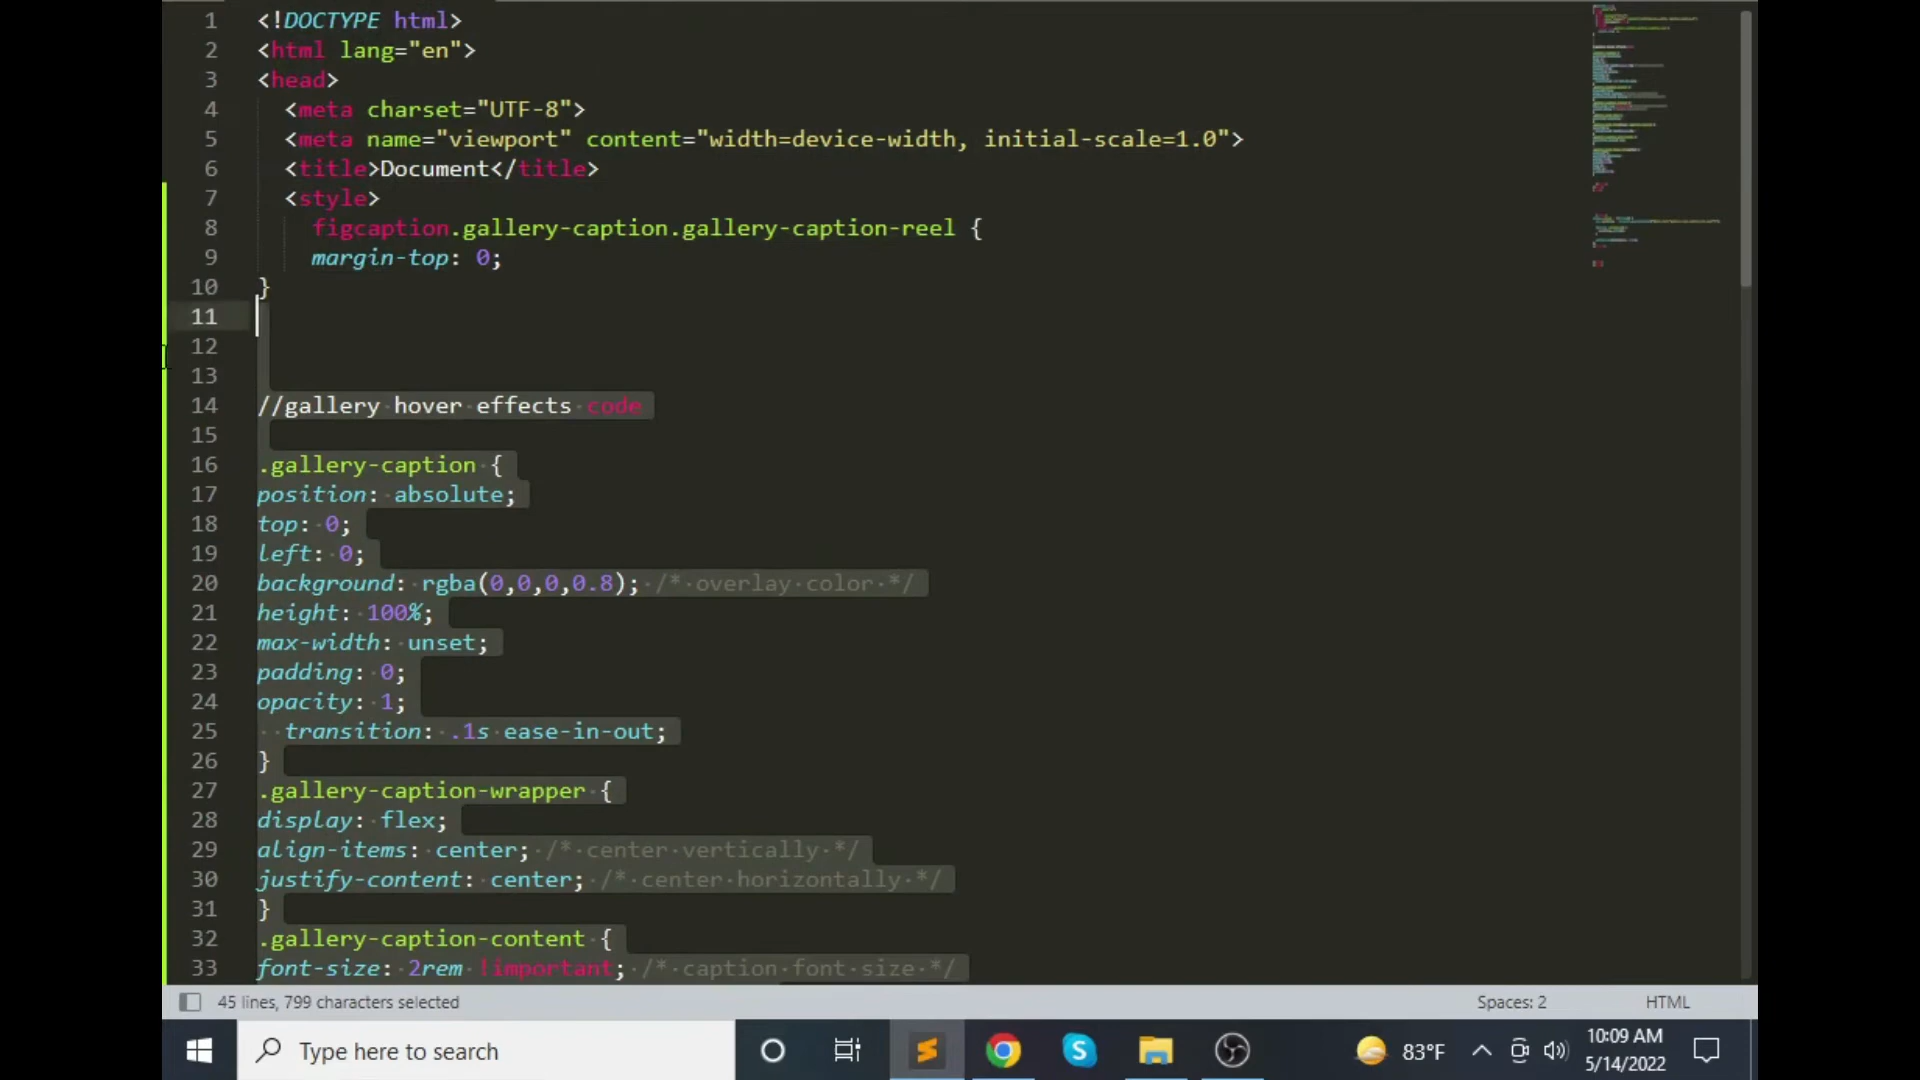 1 <!DOCTYPE html>
2 <html lang="en">
3 <head>
4 <meta charset="UTF-8">
5 <meta name="viewport" content="width=device-width, initial-scale=1.0">
6 <title>Document</title>
7 <style>
8 figcaption.gallery-caption.gallery-caption-reel {
9 margin-top: 0;
10 }
11
12
13
14 //gallery hover effects code
15
16 .gallery-caption {
17 position: absolute;
18 top: 0;
19 left: 0;
20 background: rgba(0,0,0,0.8); /* overlay color */
21 height: 100%;
22 max-width: unset;
23 padding: 0;
24 opacity: 1;
25 transition: .1s ease-in-out;
26 }
27 .gallery-caption-wrapper {
28 display: flex;
29 align-items: center; /* center vertically */
30 justify-content: center; /* center horizontally */
31 }
32 .gallery-caption-content {
33 font-size: 2rem !important; /* caption font size */
45 lines, 799 characters selected
Spaces: 2
HTML
Type here to search
83°F
10:09 AM
5/14/2022